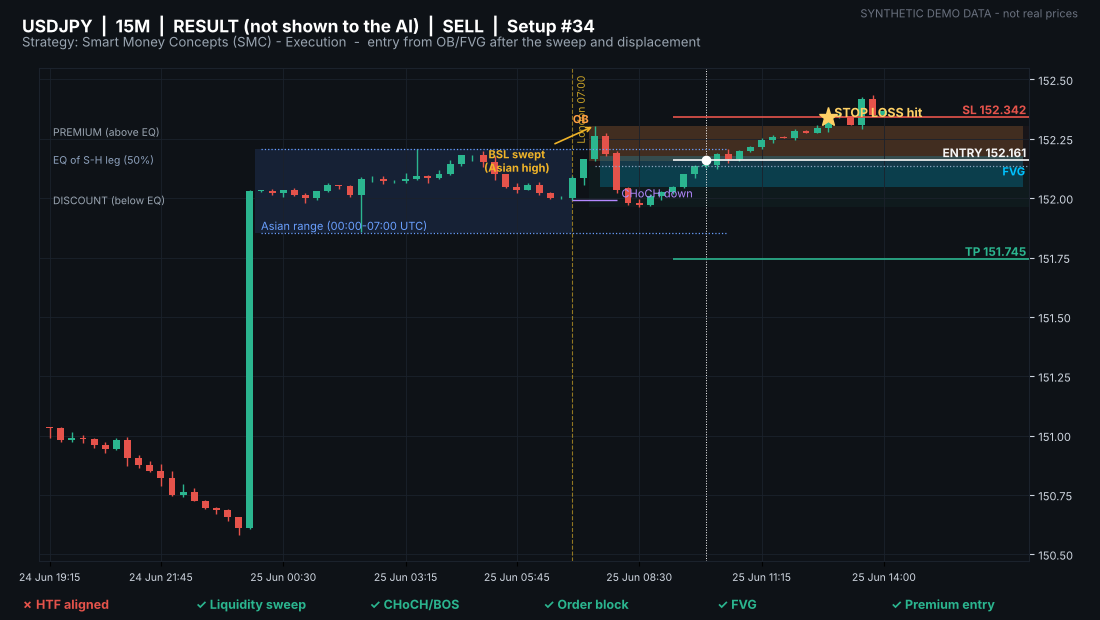 USDJPY | 15M | RESULT (not shown to the AI) | SELL | Setup #34
SYNTHETIC DEMO DATA - not real prices
Strategy: Smart Money Concepts (SMC) - Execution - entry from OB/FVG after the sweep and displacement
152.50
152.25
152.00
151.75
151.50
151.25
151.00
150.75
150.50
PREMIUM (above EQ)
EQ of S-H leg (50%)
DISCOUNT (below EQ)
London 07:00
OB
BSL swept
(Asian high)
CHoCH down
Asian range (00:00-07:00 UTC)
STOP LOSS hit
SL 152.342
ENTRY 152.161
FVG
TP 151.745
24 Jun 19:15
24 Jun 21:45
25 Jun 00:30
25 Jun 03:15
25 Jun 05:45
25 Jun 08:30
25 Jun 11:15
25 Jun 14:00
× HTF aligned
✓ Liquidity sweep
✓ CHoCH/BOS
✓ Order block
✓ FVG
✓ Premium entry